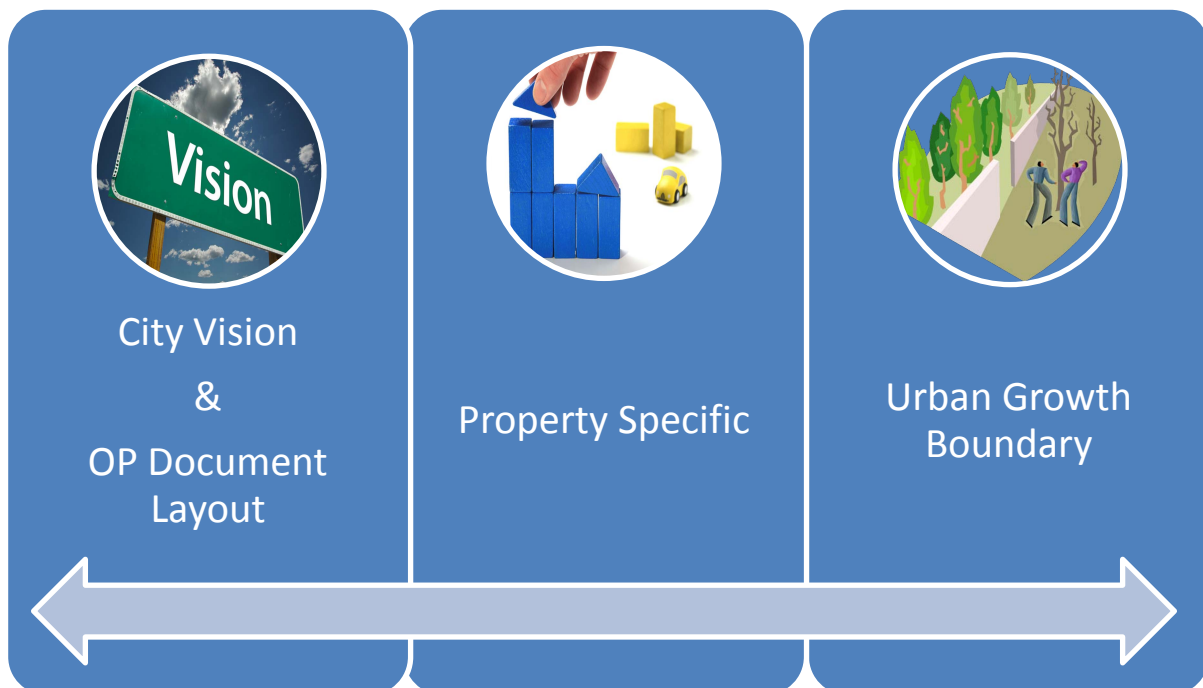 Vision
City Vision
&
OP Document
Layout
Property Specific
Urban Growth
Boundary